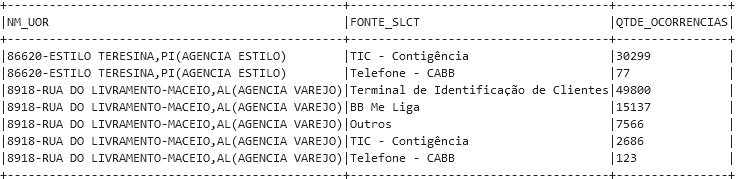 +------------------------------------------------+-------------------------------------+----------------+
|NM_UOR                                          |FONTE_SLCT                           |QTDE_OCORRENCIAS|
+------------------------------------------------+-------------------------------------+----------------+
|86620-ESTILO TERESINA,PI(AGENCIA ESTILO)        |TIC - Contigência                    |30299           |
|86620-ESTILO TERESINA,PI(AGENCIA ESTILO)        |Telefone - CABB                      |77              |
|8918-RUA DO LIVRAMENTO-MACEIO,AL(AGENCIA VAREJO)|Terminal de Identificação de Clientes|49800           |
|8918-RUA DO LIVRAMENTO-MACEIO,AL(AGENCIA VAREJO)|BB Me Liga                           |15137           |
|8918-RUA DO LIVRAMENTO-MACEIO,AL(AGENCIA VAREJO)|Outros                               |7566            |
|8918-RUA DO LIVRAMENTO-MACEIO,AL(AGENCIA VAREJO)|TIC - Contigência                    |2686            |
|8918-RUA DO LIVRAMENTO-MACEIO,AL(AGENCIA VAREJO)|Telefone - CABB                      |123             |
+------------------------------------------------+-------------------------------------+----------------+